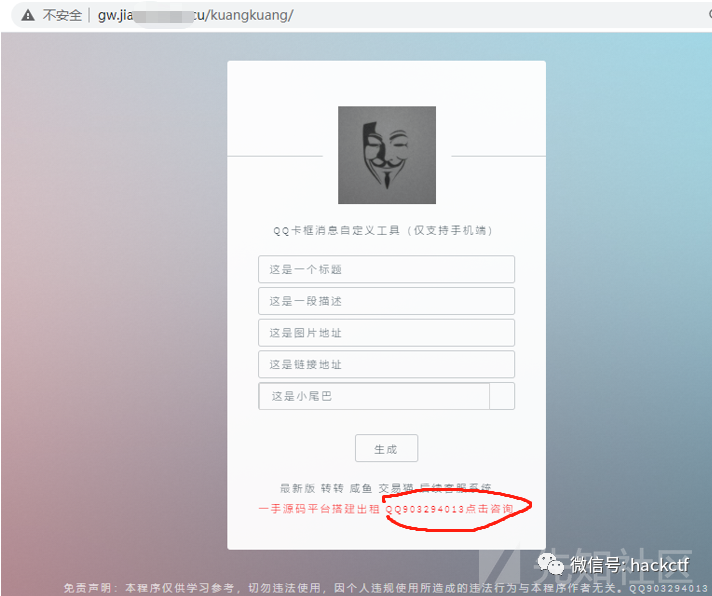 不安全 gw.jia cu/kuangkuang/
QQ卡框消息自定义工具（仅支持手机端）
这是一个标题
这是一段描述
这是图片地址
这是链接地址
这是小尾巴
生成
最新版 转转 咸鱼 交易猫 后续客服系统
一手源码平台搭建出租 QQ903294013点击咨询
先知社区
微信号: hackctf
免责声明：本程序仅供学习参考，切勿违法使用，因个人违规使用所造成的违法行为与本程序作者无关。QQ903294013